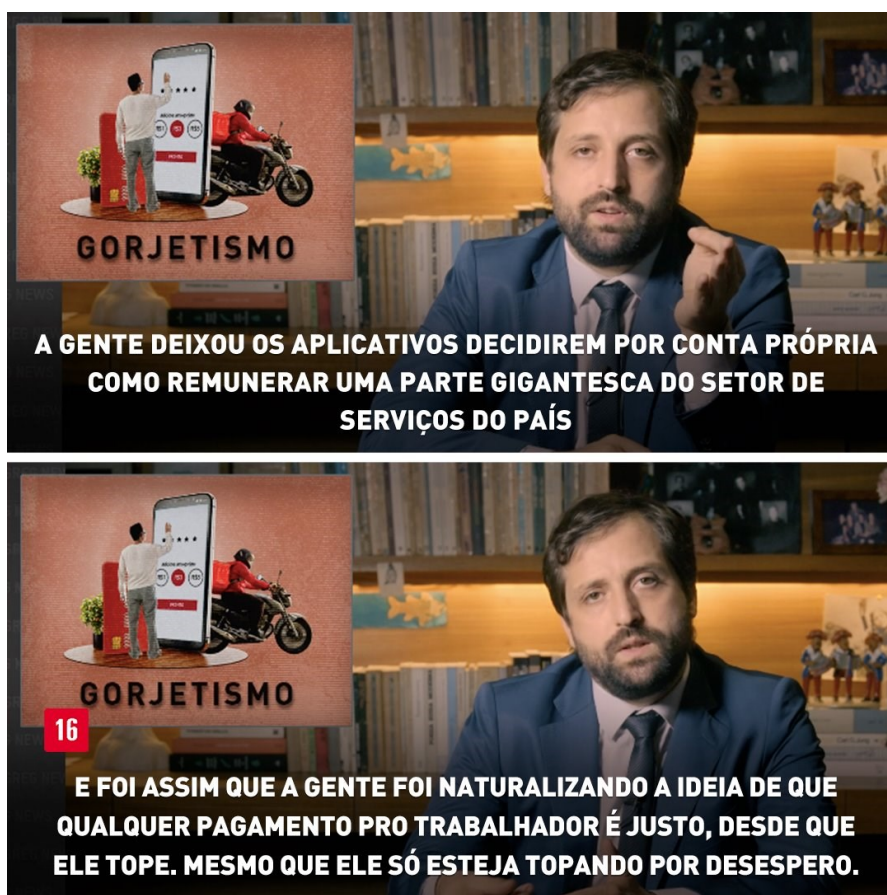 GORJETISMO
A GENTE DEIXOU OS APLICATIVOS DECIDIREM POR CONTA PRÓPRIA
COMO REMUNERAR UMA PARTE GIGANTESCA DO SETOR DE
SERVIÇOS DO PAÍS
GORJETISMO
16
E FOI ASSIM QUE A GENTE FOI NATURALIZANDO A IDEIA DE QUE
QUALQUER PAGAMENTO PRO TRABALHADOR É JUSTO, DESDE QUE
ELE TOPE. MESMO QUE ELE SÓ ESTEJA TOPANDO POR DESESPERO.